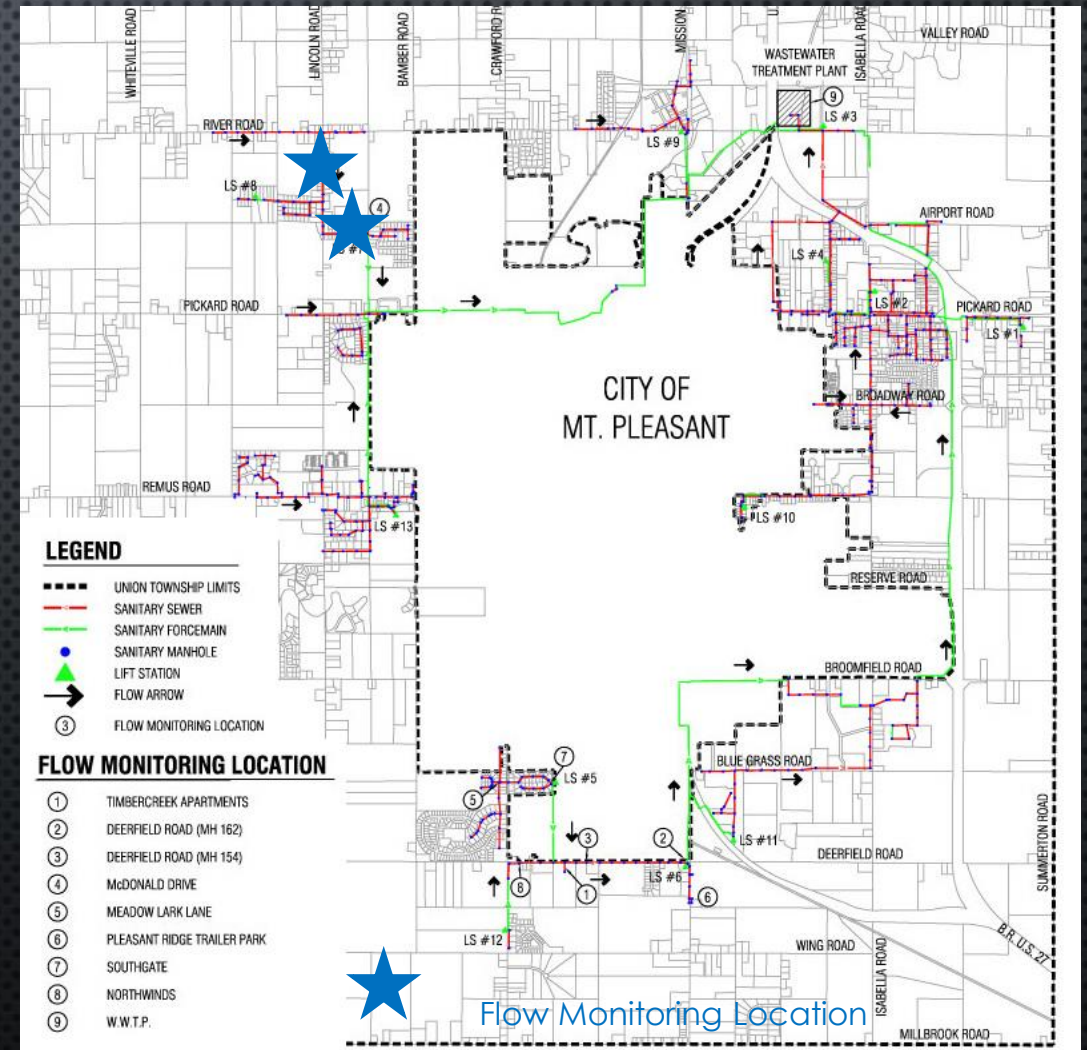 WHITEVILLE ROAD
LINCOLN ROAD
BAMBER ROAD
CRAWFORD
MISSION
ISABELLA ROAD
VALLEY ROAD
WASTEWATER
TREATMENT PLANT
9
RIVER ROAD
LS #3
LS #9
LS #8
4
AIRPORT ROAD
LS #4
PICKARD ROAD
LS #2
PICKARD ROAD
LS #1
CITY OF
MT. PLEASANT
BROADWAY ROAD
REMUS ROAD
LS #13
LS #10
RESERVE ROAD
BROOMFIELD ROAD
BLUE GRASS ROAD
7
LS #5
5
LS #11
3
2
DEERFIELD ROAD
8
1
LS #6
6
SUMMERTON ROAD
LS #12
WING ROAD
B.R. U.S. 27
ISABELLA ROAD
MILLBROOK ROAD
LEGEND
UNION TOWNSHIP LIMITS
SANITARY SEWER
SANITARY FORCEMAIN
SANITARY MANHOLE
LIFT STATION
FLOW ARROW
3 FLOW MONITORING LOCATION
FLOW MONITORING LOCATION
1 TIMBERCREEK APARTMENTS
2 DEERFIELD ROAD (MH 162)
3 DEERFIELD ROAD (MH 154)
4 McDONALD DRIVE
5 MEADOW LARK LANE
6 PLEASANT RIDGE TRAILER PARK
7 SOUTHGATE
8 NORTHWINDS
9 W.W.T.P.
Flow Monitoring Location